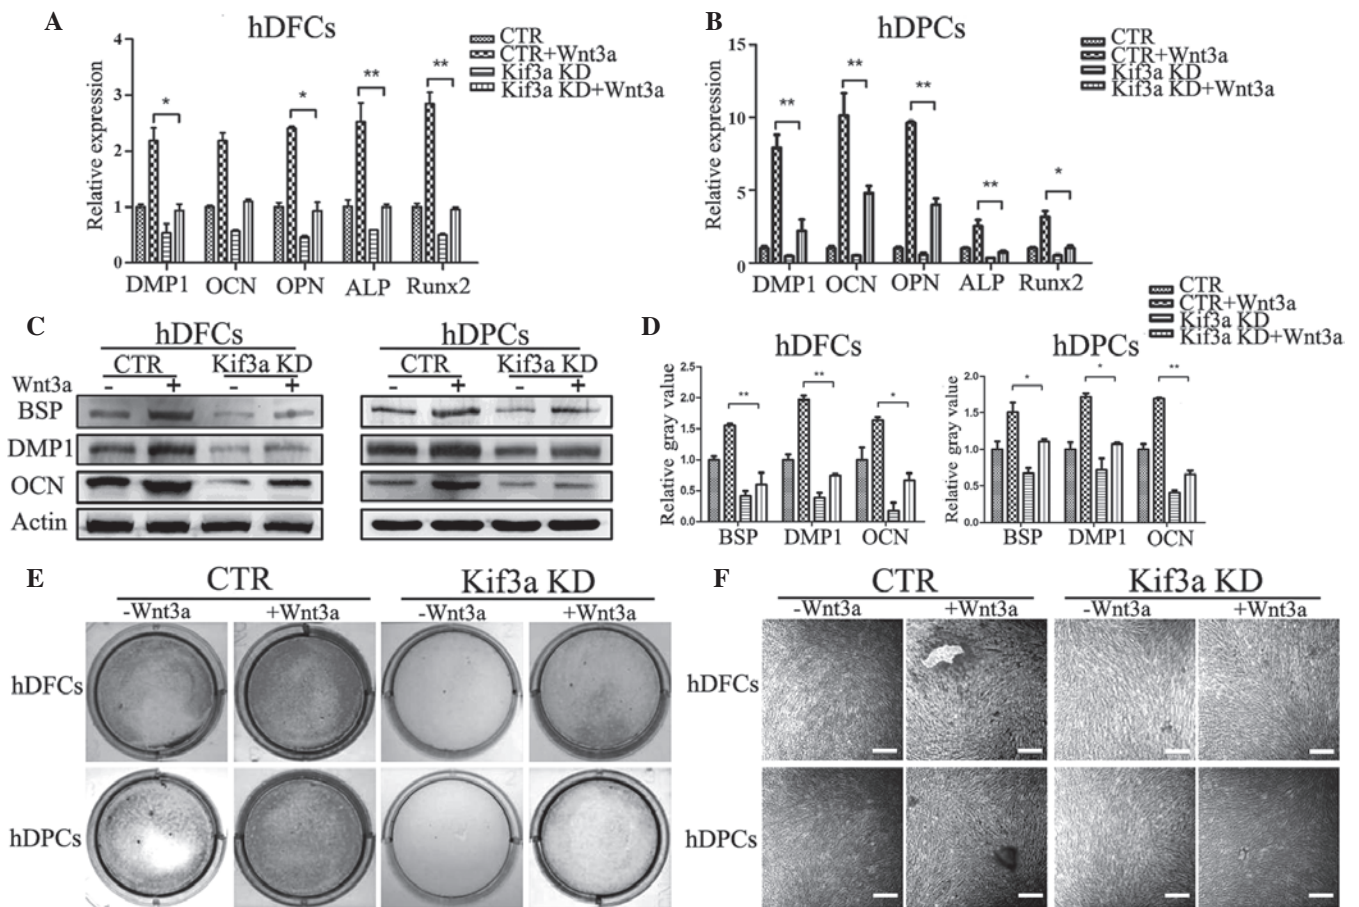 A
hDFCs
CTR
CTR+Wnt3a
Kif3a KD
Kif3a KD+Wnt3a
Relative expression
4
3
2
1
0
* * ** **
DMP1 OCN OPN ALP Runx2
B
hDPCs
CTR
CTR+Wnt3a
Kif3a KD
Kif3a KD+Wnt3a
Relative expression
15
10
5
0
** ** ** ** *
DMP1 OCN OPN ALP Runx2
C
hDFCs hDPCs
CTR Kif3a KD CTR Kif3a KD
Wnt3a - + - + - + - +
BSP
DMP1
OCN
Actin
D
CTR
CTR+Wnt3a
Kif3a KD
Kif3a KD+Wnt3a
hDFCs
Relative gray value
2.5
2.0
1.5
1.0
0.5
0.0
** ** *
BSP DMP1 OCN
hDPCs
Relative gray value
2.0
1.5
1.0
0.5
0.0
* * **
BSP DMP1 OCN
E
CTR Kif3a KD
-Wnt3a +Wnt3a -Wnt3a +Wnt3a
hDFCs
hDPCs
F
CTR Kif3a KD
-Wnt3a +Wnt3a -Wnt3a +Wnt3a
hDFCs
hDPCs